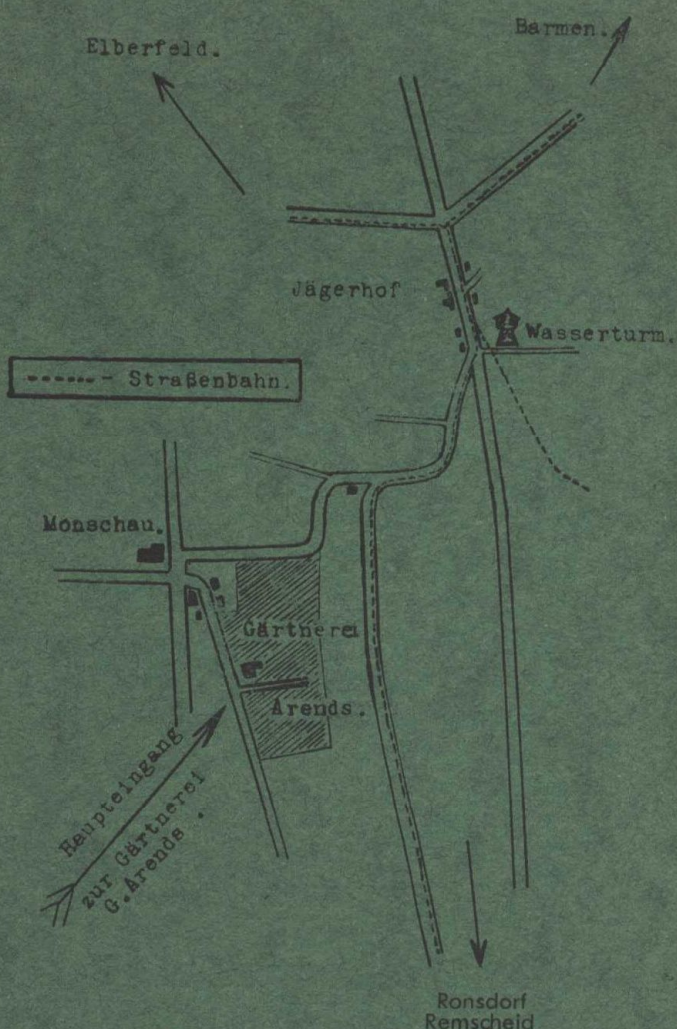 Elberfeld.
Barmen.
Jägerhof
Wasserturm.
------- - Straßenbahn.
Monschau.
Gärtnerei
Arends.
Haupteingang
zur Gärtnerei
G.Arends .
Ronsdorf
Remscheid